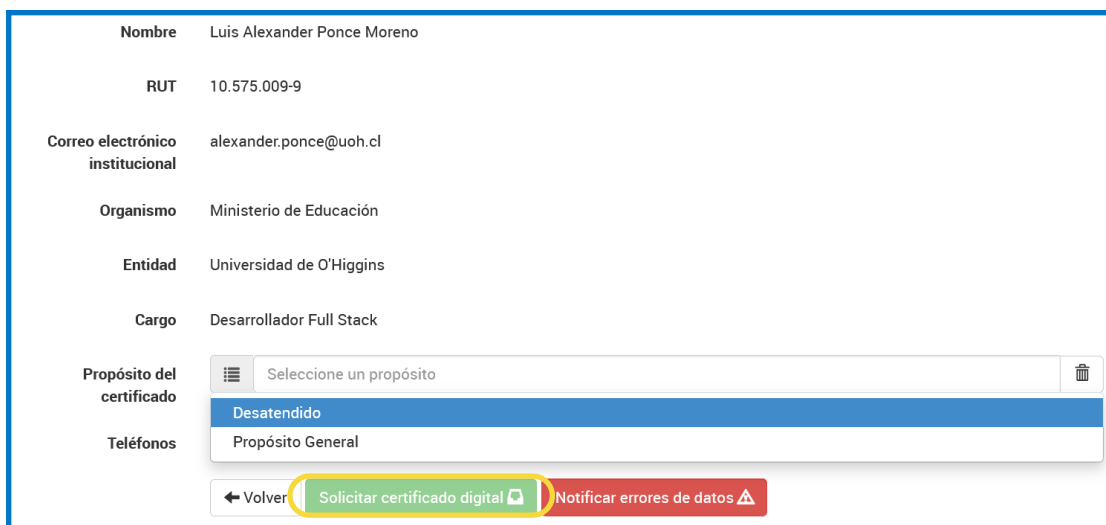 Nombre Luis Alexander Ponce Moreno
RUT 10.575.009-9
Correo electrónico institucional alexander.ponce@uoh.cl
Organismo Ministerio de Educación
Entidad Universidad de O'Higgins
Cargo Desarrollador Full Stack
Propósito del certificado Seleccione un propósito
Desatendido
Propósito General
Teléfonos
Volver Solicitar certificado digital Notificar errores de datos